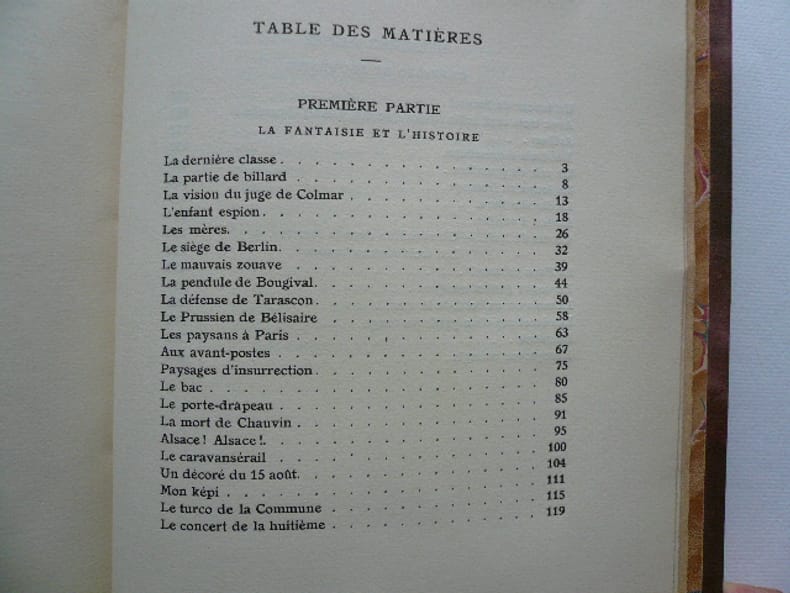 TABLE DES MATIÈRES
PREMIÈRE PARTIE
LA FANTAISIE ET L'HISTOIRE
La dernière classe . . . . . . . . . . . . . . . . 3
La partie de billard . . . . . . . . . . . . . . . 8
La vision du juge de Colmar . . . . . . . . . . . . 13
L'enfant espion . . . . . . . . . . . . . . . . . 18
Les mères. . . . . . . . . . . . . . . . . . . 26
Le siège de Berlin. . . . . . . . . . . . . . . . 32
Le mauvais zouave . . . . . . . . . . . . . . . 39
La pendule de Bougival. . . . . . . . . . . . . . 44
La défense de Tarascon. . . . . . . . . . . . . . 50
Le Prussien de Bélisaire . . . . . . . . . . . . . 58
Les paysans à Paris . . . . . . . . . . . . . . . 63
Aux avant-postes . . . . . . . . . . . . . . . . 67
Paysages d'insurrection. . . . . . . . . . . . . . 75
Le bac . . . . . . . . . . . . . . . . . . . . 80
Le porte-drapeau . . . . . . . . . . . . . . . . 85
La mort de Chauvin . . . . . . . . . . . . . . . 91
Alsace! Alsace!. . . . . . . . . . . . . . . . . 95
Le caravansérail . . . . . . . . . . . . . . . . 100
Un décoré du 15 août. . . . . . . . . . . . . . . 104
Mon képi . . . . . . . . . . . . . . . . . . . 111
Le turco de la Commune . . . . . . . . . . . . . 115
Le concert de la huitième . . . . . . . . . . . . . 119